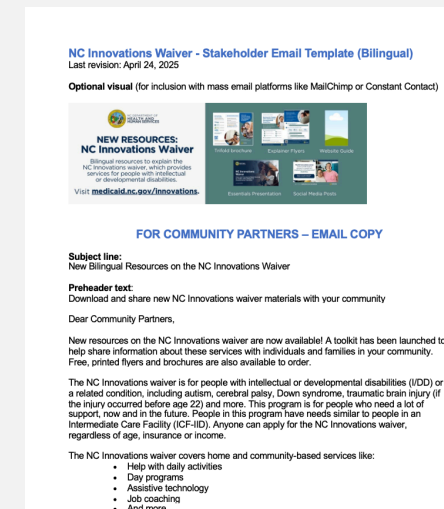 NC Innovations Waiver - Stakeholder Email Template (Bilingual)
Last revision: April 24, 2025
Optional visual (for inclusion with mass email platforms like MailChimp or Constant Contact)
NC DEPARTMENT OF
HEALTH AND
HUMAN SERVICES
NEW RESOURCES:
NC Innovations Waiver
Bilingual resources to explain the
NC Innovations waiver, which provides
services for people with intellectual
or developmental disabilities.
Visit medicaid.nc.gov/innovations.
Trifold brochure
Explainer Flyers
Website Guide
Essentials Presentation
Social Media Posts
FOR COMMUNITY PARTNERS – EMAIL COPY
Subject line:
New Bilingual Resources on the NC Innovations Waiver
Preheader text:
Download and share new NC Innovations waiver materials with your community
Dear Community Partners,
New resources on the NC Innovations waiver are now available! A toolkit has been launched to
help share information about these services with individuals and families in your community.
Free, printed flyers and brochures are also available to order.
The NC Innovations waiver is for people with intellectual or developmental disabilities (I/DD) or
a related condition, including autism, cerebral palsy, Down syndrome, traumatic brain injury (if
the injury occurred before age 22) and more. This program is for people who need a lot of
support, now and in the future. People in this program have needs similar to people in an
Intermediate Care Facility (ICF-IID). Anyone can apply for the NC Innovations waiver,
regardless of age, insurance or income.
The NC Innovations waiver covers home and community-based services like:
• Help with daily activities
• Day programs
• Assistive technology
• Job coaching
• And more